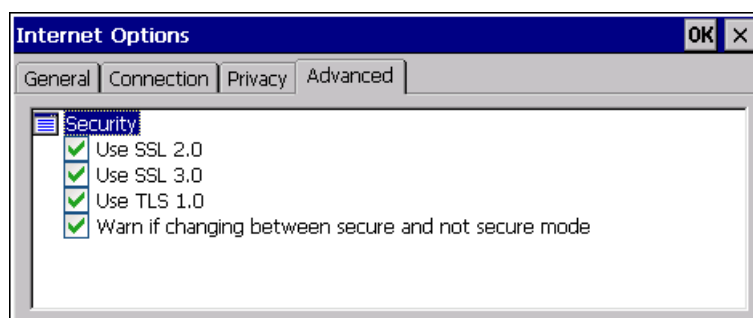 Internet Options OK ×
General Connection Privacy Advanced
Security
Use SSL 2.0
Use SSL 3.0
Use TLS 1.0
Warn if changing between secure and not secure mode